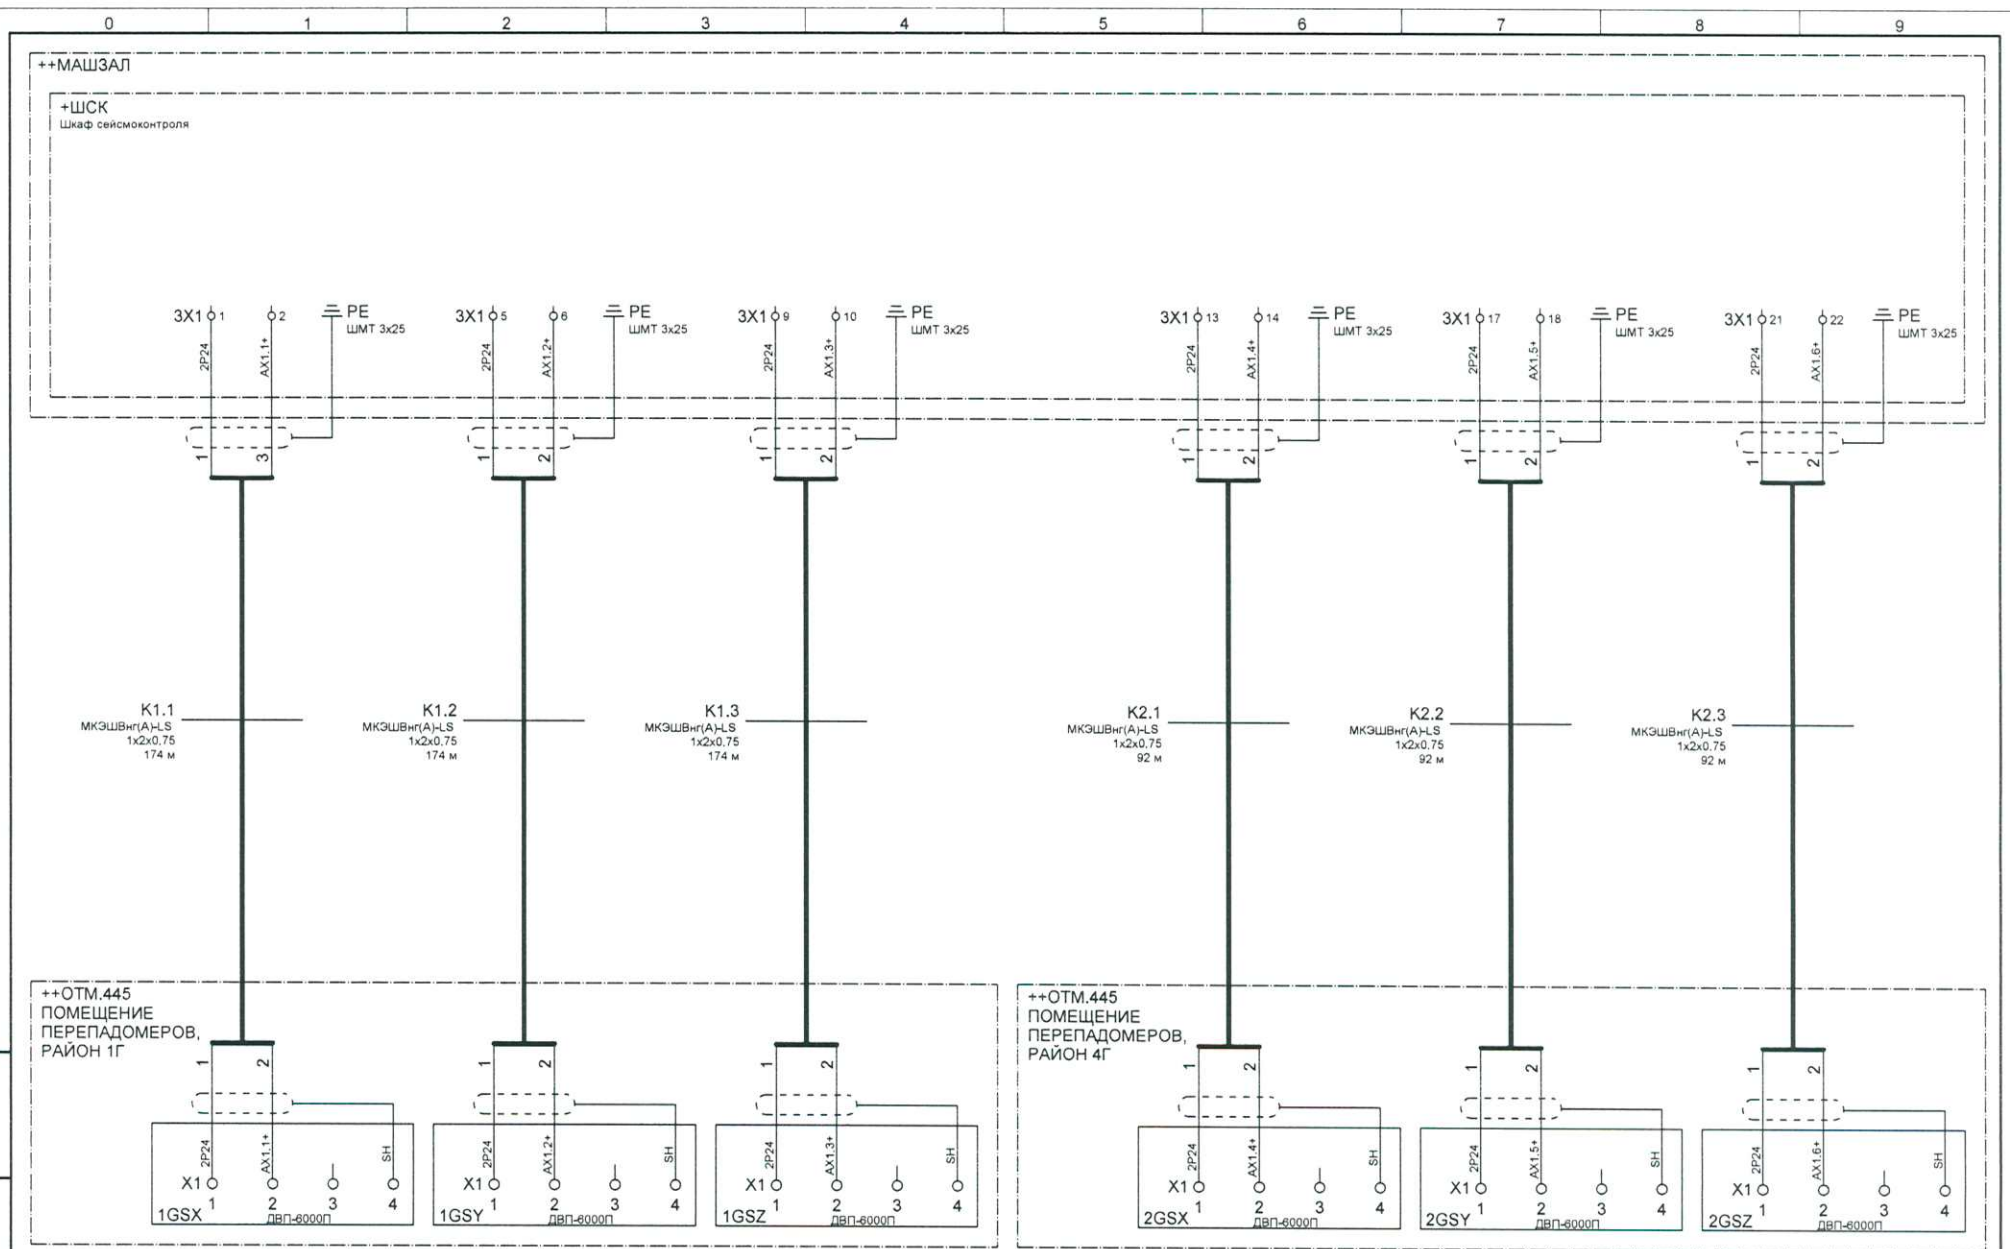 0 1 2 3 4 5 6 7 8 9
++МАШЗАЛ
+ШСК
Шкаф сейсмоконтроля
3X1 1 2 PE 3X1 5 6 PE 3X1 9 10 PE 3X1 13 14 PE 3X1 17 18 PE 3X1 21 22 PE
ШМТ 3x25 ШМТ 3x25 ШМТ 3x25 ШМТ 3x25 ШМТ 3x25 ШМТ 3x25
2P24 AX1.1+ 2P24 AX1.2+ 2P24 AX1.3+ 2P24 AX1.4+ 2P24 AX1.5+ 2P24 AX1.6+
1 3 1 2 1 2 1 2 1 2 1 2
K1.1 K1.2 K1.3 K2.1 K2.2 K2.3
МКЭШВнг(А)-LS МКЭШВнг(А)-LS МКЭШВнг(А)-LS МКЭШВнг(А)-LS МКЭШВнг(А)-LS МКЭШВнг(А)-LS
1x2x0,75 1x2x0,75 1x2x0,75 1x2x0,75 1x2x0,75 1x2x0,75
174 м 174 м 174 м 92 м 92 м 92 м
++ОТМ.445
ПОМЕЩЕНИЕ
ПЕРЕПАДОМЕРОВ,
РАЙОН 1Г
++ОТМ.445
ПОМЕЩЕНИЕ
ПЕРЕПАДОМЕРОВ,
РАЙОН 4Г
1 2 1 2 1 2 1 2 1 2 1 2
2P24 AX1.1+ SH 2P24 AX1.2+ SH 2P24 AX1.3+ SH 2P24 AX1.4+ SH 2P24 AX1.5+ SH 2P24 AX1.6+ SH
X1 X1 X1 X1 X1 X1
1 2 3 4 1 2 3 4 1 2 3 4 1 2 3 4 1 2 3 4 1 2 3 4
1GSX ДВП-6000П 1GSY ДВП-6000П 1GSZ ДВП-6000П 2GSX ДВП-6000П 2GSY ДВП-6000П 2GSZ ДВП-6000П